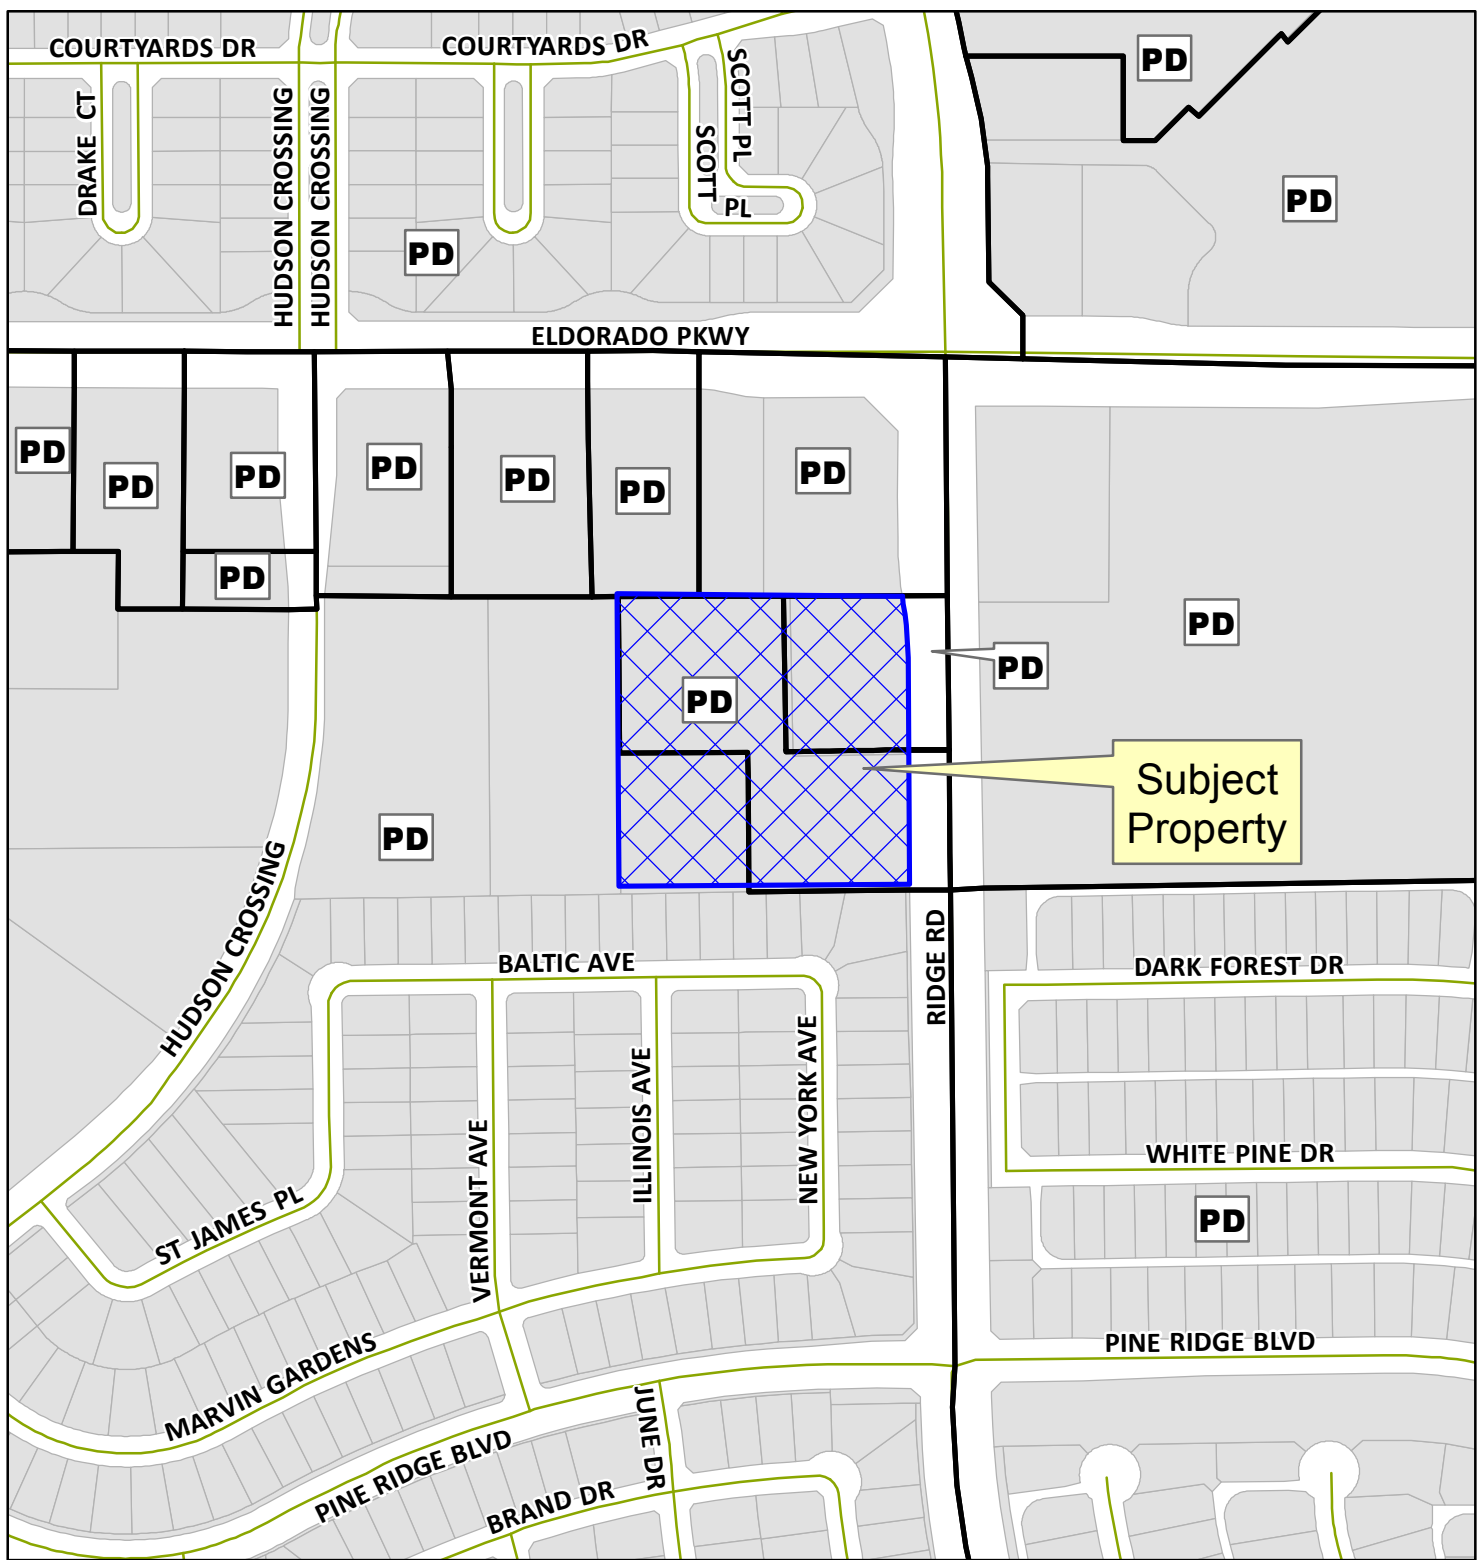 COURTYARDS DR
COURTYARDS DR
PD
DRAKE CT
HUDSON CROSSING
HUDSON CROSSING
SCOTT PL
SCOTT
PL
PD
PD
ELDORADO PKWY
PD
PD
PD
PD
PD
PD
PD
PD
PD
PD
PD
PD
Subject
Property
HUDSON CROSSING
BALTIC AVE
RIDGE RD
DARK FOREST DR
VERMONT AVE
ILLINOIS AVE
NEW YORK AVE
WHITE PINE DR
ST JAMES PL
PD
MARVIN GARDENS
PINE RIDGE BLVD
PINE RIDGE BLVD
JUNE DR
BRAND DR